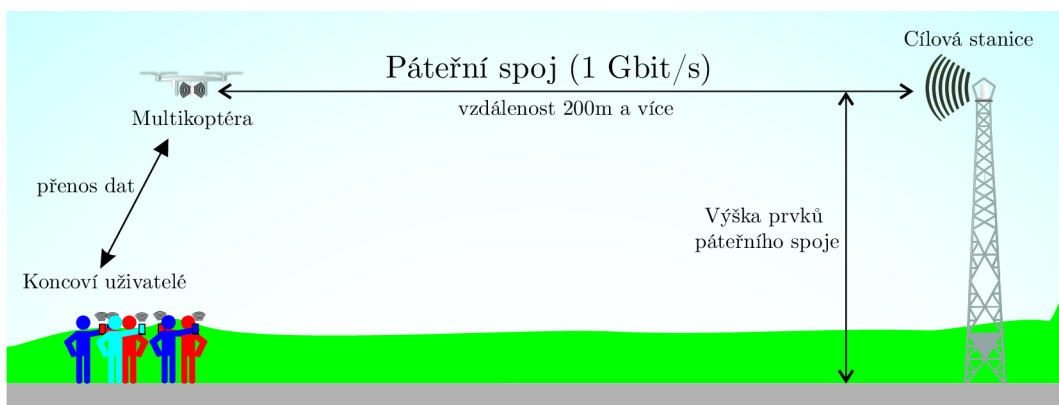 Cílová stanice
Páteřní spoj (1 Gbit/s)
vzdálenost 200m a více
Multikoptéra
přenos dat
Výška prvků
páteřního spoje
Koncoví uživatelé